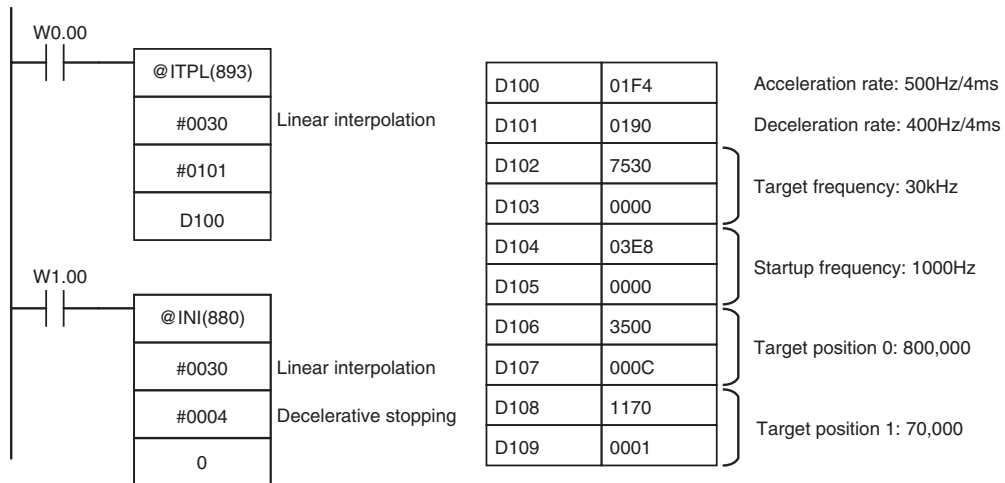 W0.00
@ITPL(893)
#0030 Linear interpolation
#0101
D100
W1.00
@INI(880)
#0030 Linear interpolation
#0004 Decelerative stopping
0
D100 01F4 Acceleration rate: 500Hz/4ms
D101 0190 Deceleration rate: 400Hz/4ms
D102 7530
Target frequency: 30kHz
D103 0000
D104 03E8
Startup frequency: 1000Hz
D105 0000
D106 3500
Target position 0: 800,000
D107 000C
D108 1170
Target position 1: 70,000
D109 0001